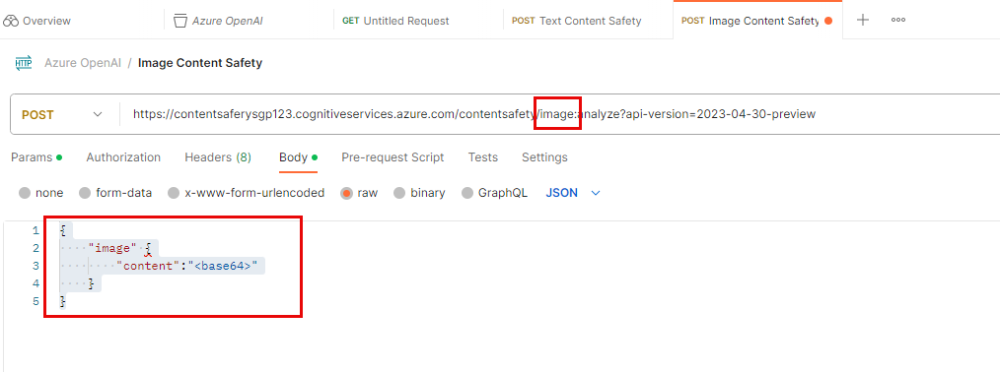 Overview Azure OpenAI GET Untitled Request POST Text Content Safety POST Image Content Safety
HTTP Azure OpenAI / Image Content Safety
POST https://contentsaferysgp123.cognitiveservices.azure.com/contentsafety/image:analyze?api-version=2023-04-30-preview
Params Authorization Headers (8) Body Pre-request Script Tests Settings
none form-data x-www-form-urlencoded raw binary GraphQL JSON
1 {
2 "image" {
3 "content":"<base64>"
4 }
5 }